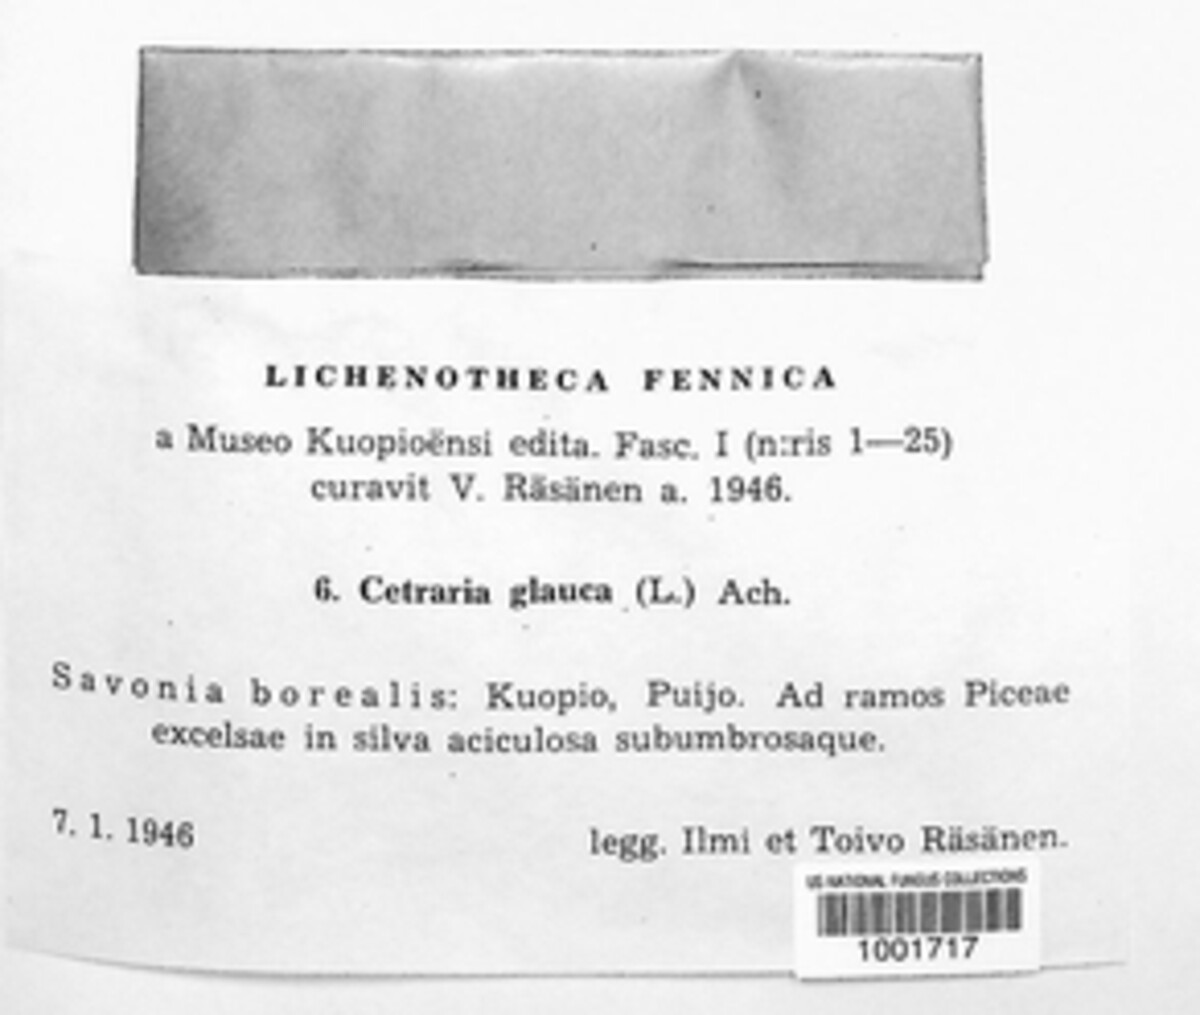 LICHENOTHECA FENNICA
a Museo Kuopioënsi edita. Fasc. I (n:ris 1—25)
curavit V. Räsänen a. 1946.
6. Cetraria glauca (L.) Ach.
Savonia borealis: Kuopio, Puijo. Ad ramos Piceae
excelsae in silva aciculosa subumbrosaque.
7. 1. 1946
legg. Ilmi et Toivo Räsänen.
US NATIONAL FUNGUS COLLECTIONS
1001717